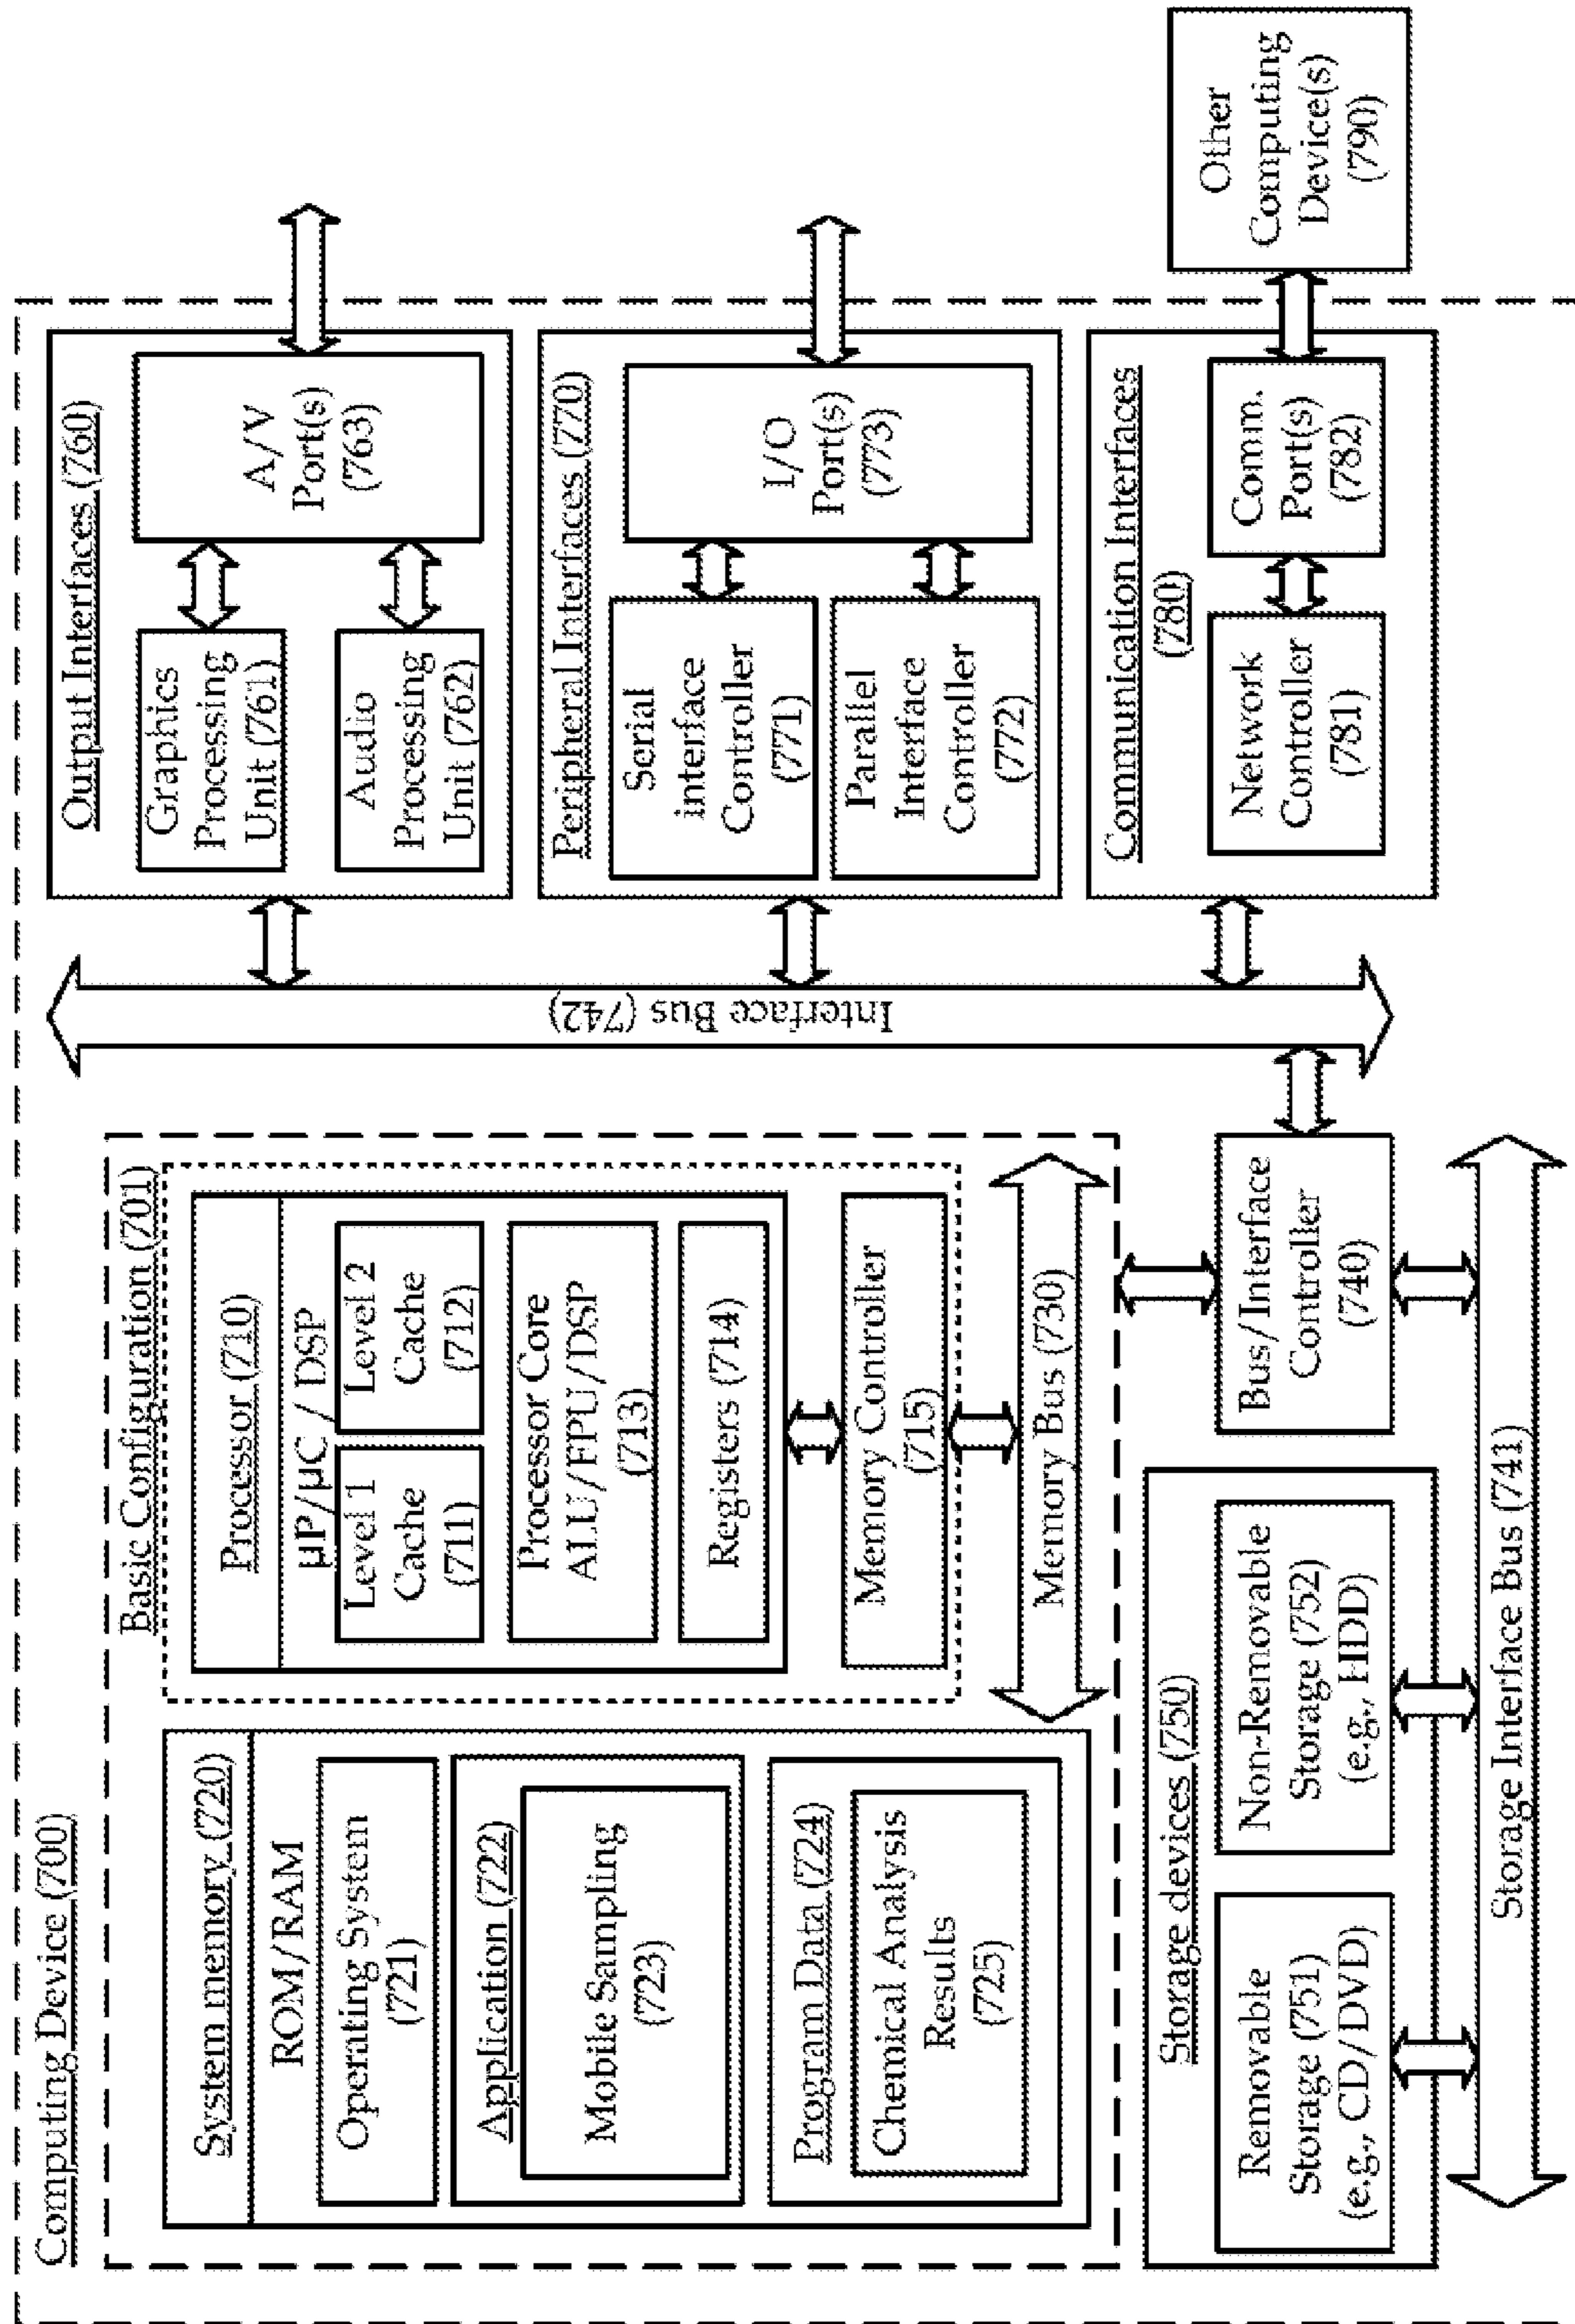 Computing Device (700)
Basic Configuration (701)
System memory (720)
ROM/RAM
Operating System
(721)
Application (722)
Mobile Sampling
(723)
Program Data (724)
Chemical Analysis
Results
(725)
Processor (710)
µP/µC / DSP
Level 1
Cache
(711)
Level 2
Cache
(712)
Processor Core
ALU/FPU/DSP
(713)
Registers (714)
Memory Controller
(715)
Memory Bus (730)
Storage devices (750)
Removable
Storage (751)
(e.g., CD/DVD)
Non-Removable
Storage (752)
(e.g., HDD)
Bus/Interface
Controller
(740)
Storage Interface Bus (741)
Interface Bus (742)
Output Interfaces (760)
Graphics
Processing
Unit (761)
Audio
Processing
Unit (762)
A/V
Port(s)
(763)
Peripheral Interfaces (770)
Serial
interface
Controller
(771)
Parallel
Interface
Controller
(772)
I/O
Port(s)
(773)
Communication Interfaces
(780)
Network
Controller
(781)
Comm.
Port(s)
(782)
Other
Computing
Device(s)
(790)